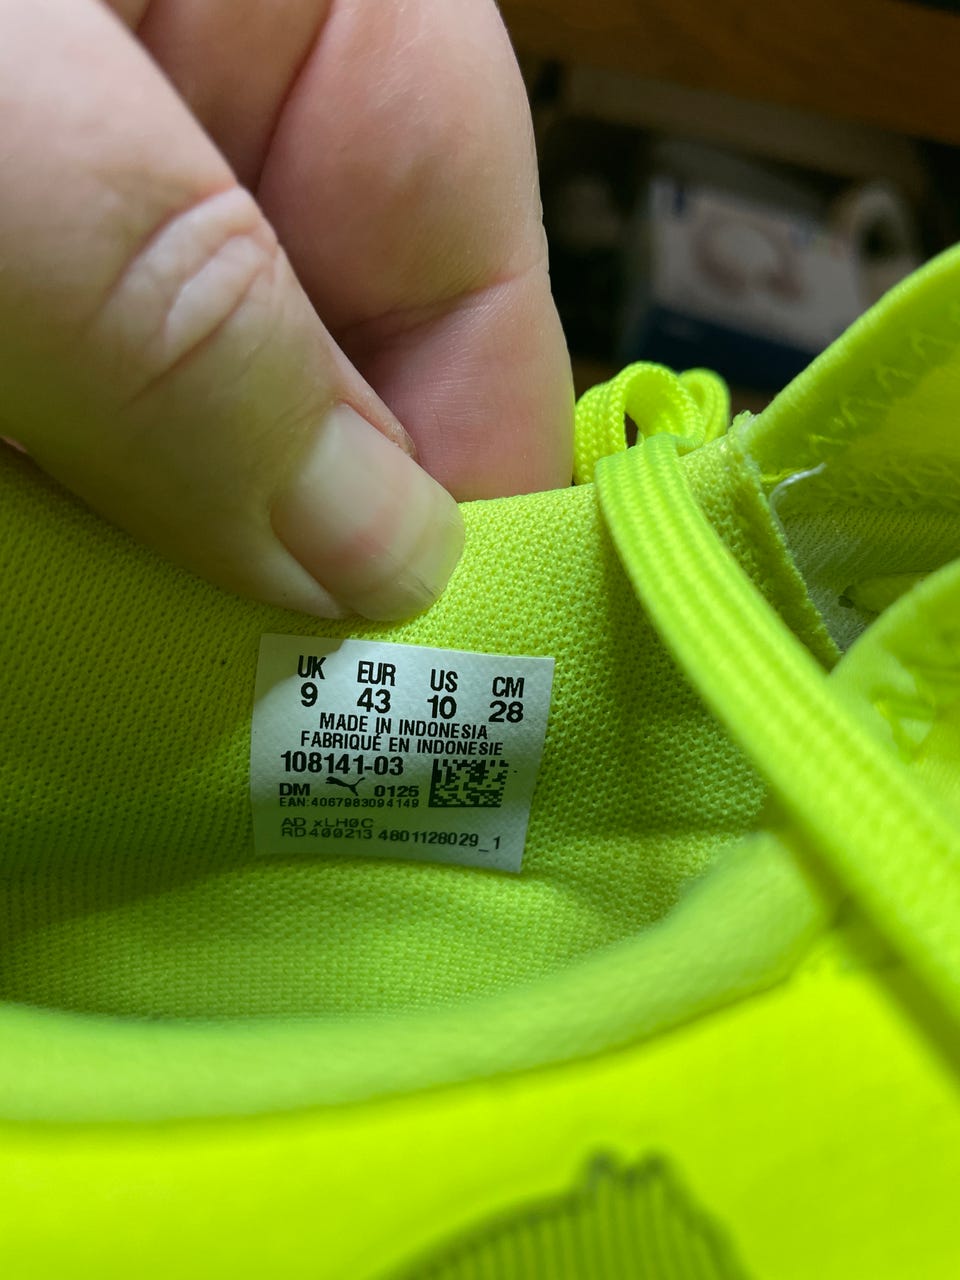 UK EUR US CM
9 43 10 28
MADE IN INDONESIA
FABRIQUÉ EN INDONESIE
108141-03
DM 0125
EAN:4067983094149
AD xLH0C
RD400213 4801128029_1